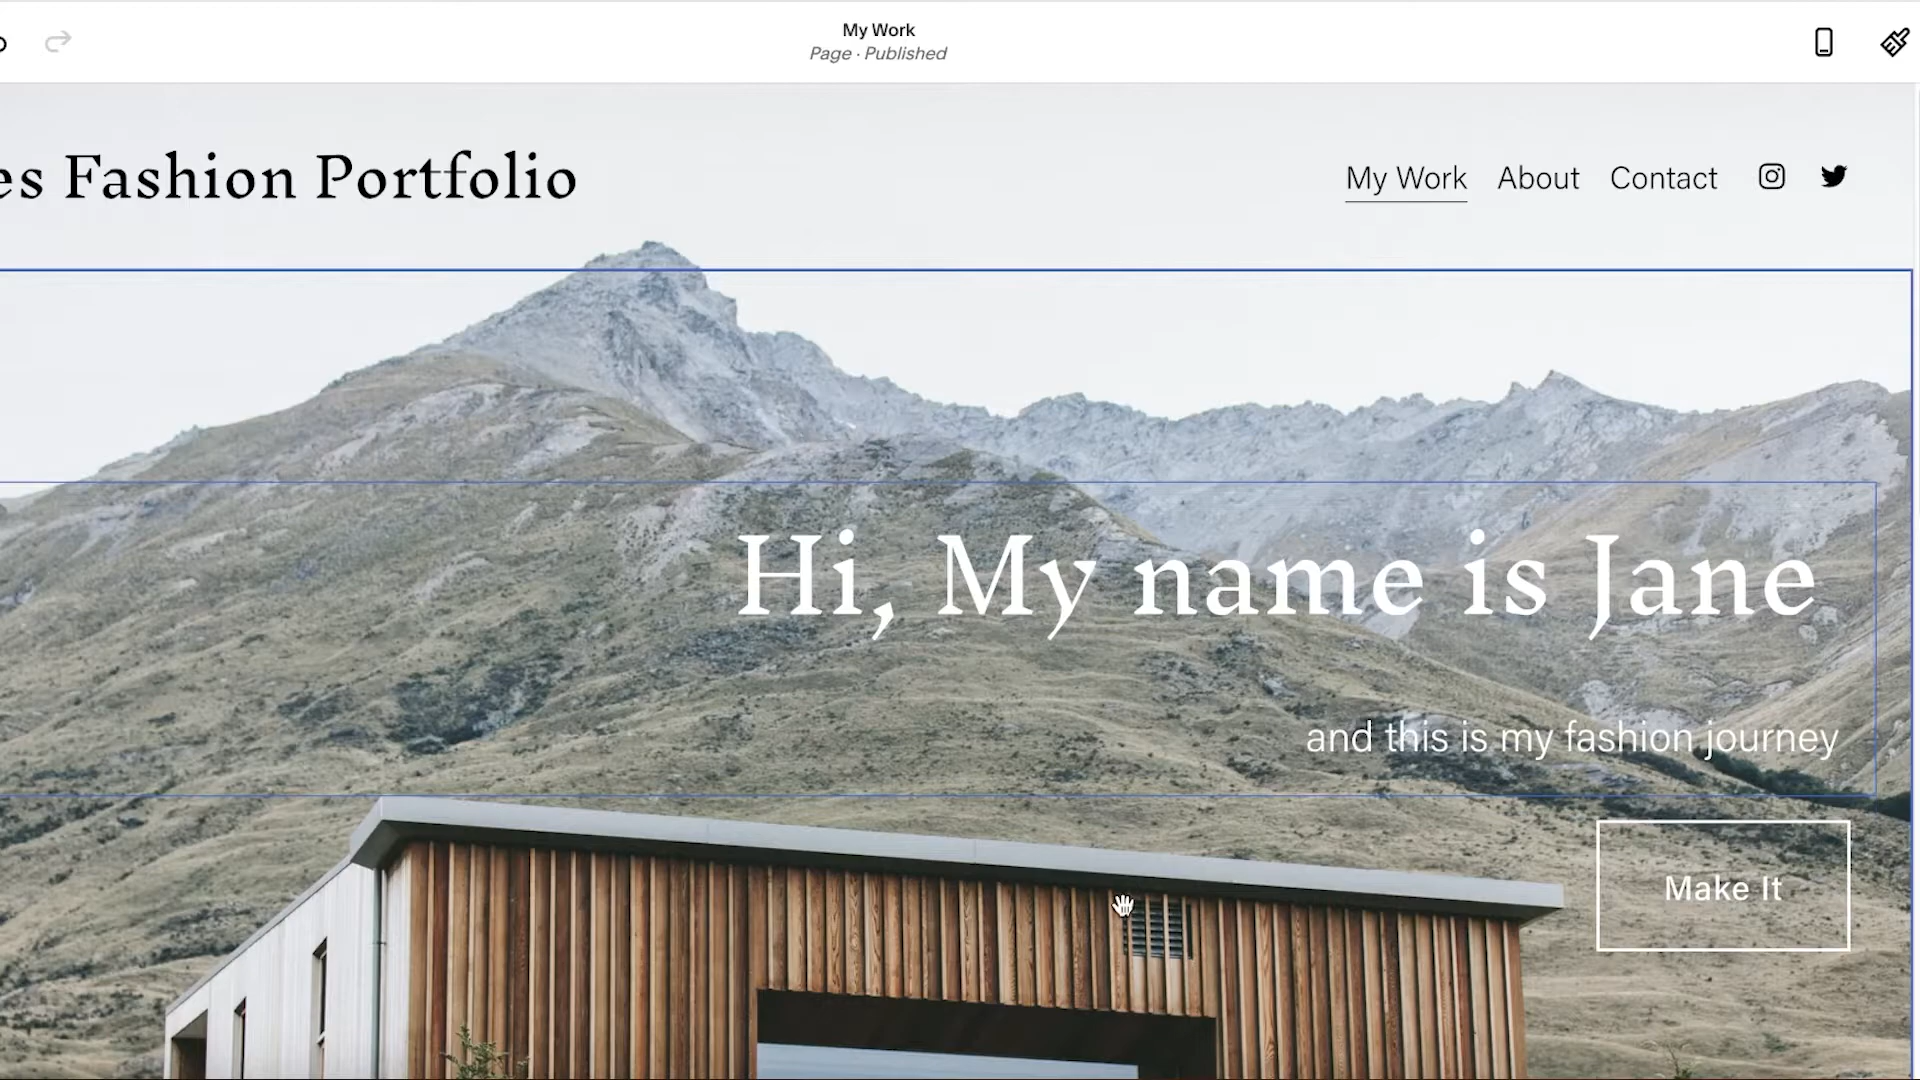 My Work
Page · Published
es Fashion Portfolio
My Work About Contact
Hi, My name is Jane
and this is my fashion journey
Make It